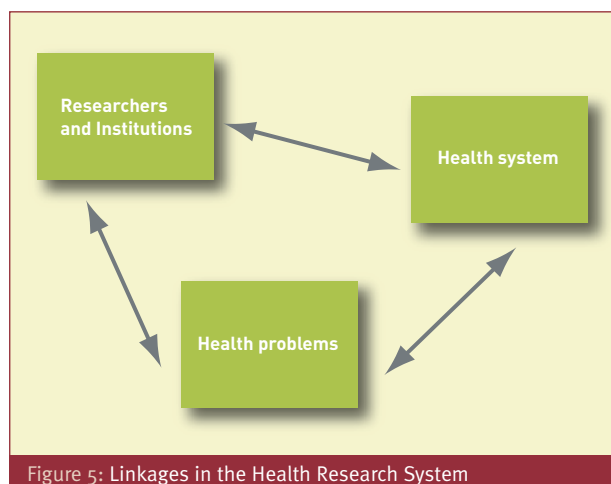 Researchers
and Institutions
Health system
Health problems
Figure 5: Linkages in the Health Research System